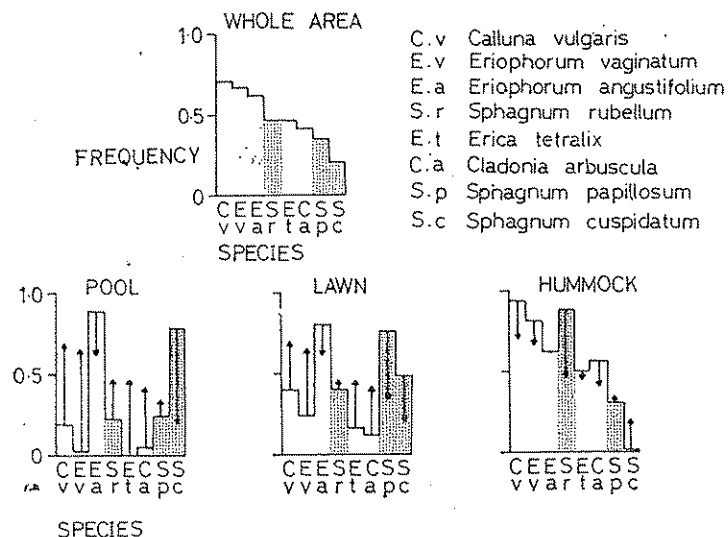 WHOLE AREA
1.0
0.5
0
FREQUENCY
C E E S E C S S
v v a r t a p c
SPECIES
C.v Calluna vulgaris
E.v Eriophorum vaginatum
E.a Eriophorum angustifolium
S.r Sphagnum rubellum
E.t Erica tetralix
C.a Cladonia arbuscula
S.p Sphagnum papillosum
S.c Sphagnum cuspidatum
POOL
1.0
0.5
0
C E E S E C S S
v v a r t a p c
SPECIES
LAWN
C E E S E C S S
v v a r t a p c
HUMMOCK
C E E S E C S S
v v a r t a p c